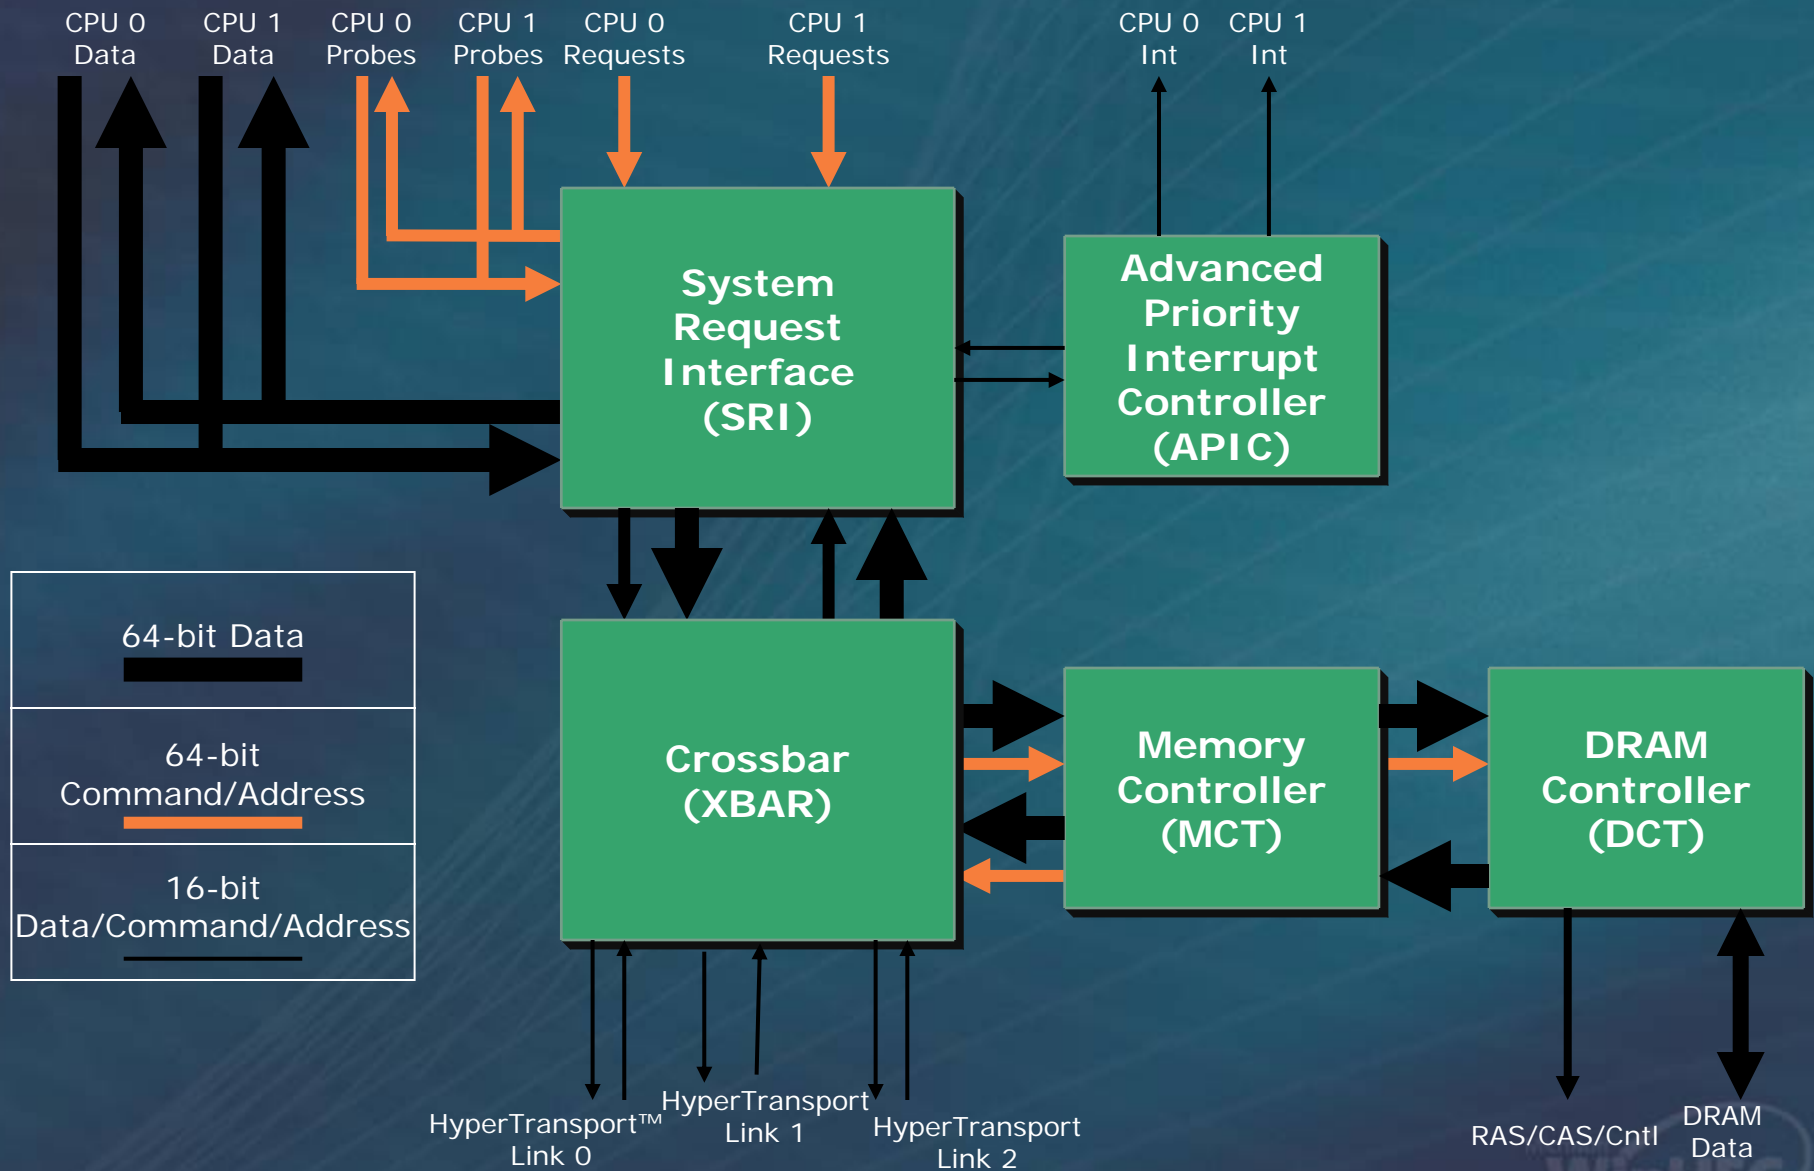 CPU 0
Data
CPU 1
Data
CPU 0
Probes
CPU 1
Probes
CPU 0
Requests
CPU 1
Requests
CPU 0
Int
CPU 1
Int
System
Request
Interface
(SRI)
Advanced
Priority
Interrupt
Controller
(APIC)
64-bit Data
64-bit
Command/Address
16-bit
Data/Command/Address
Crossbar
(XBAR)
Memory
Controller
(MCT)
DRAM
Controller
(DCT)
HyperTransport™
Link 0
HyperTransport
Link 1
HyperTransport
Link 2
RAS/CAS/Cntl
DRAM
Data